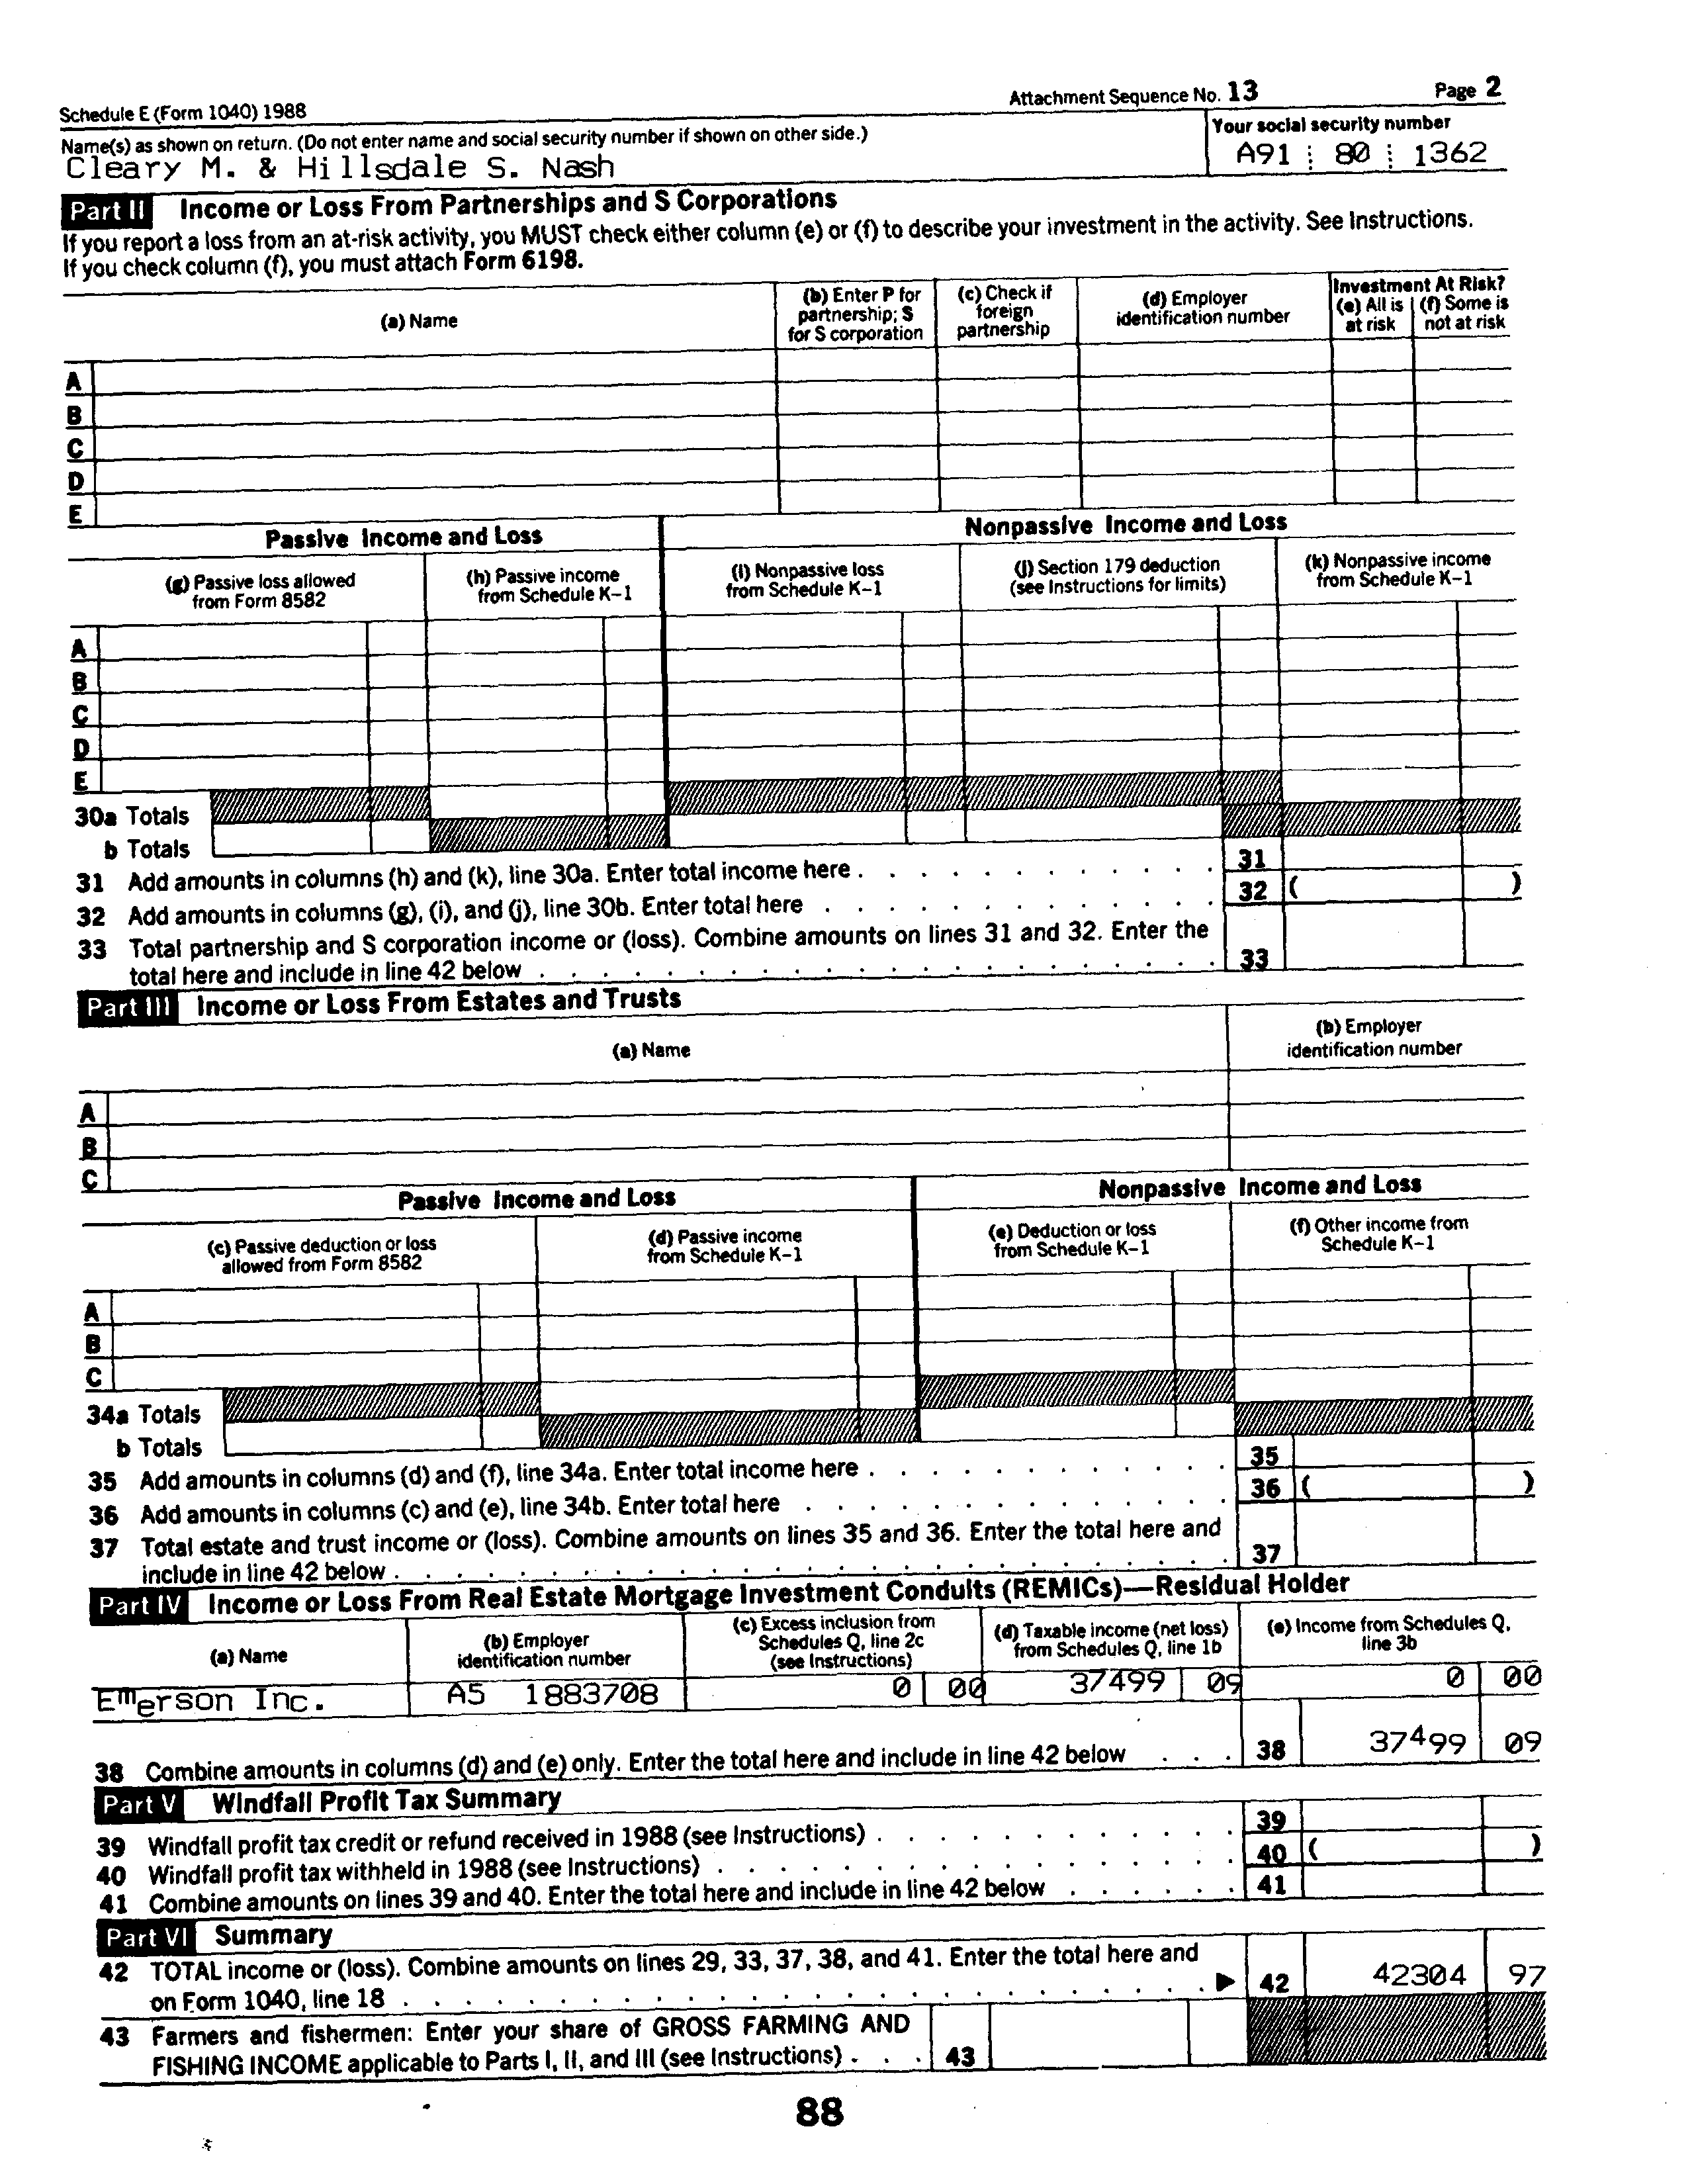 Schedule E (Form 1040) 1988 Attachment Sequence No. 13 Page 2
Name(s) as shown on return. (Do not enter name and social security number if shown on other side.) Your social security number
Cleary M. & Hillsdale S. Nash A91 80 1362
Part II Income or Loss From Partnerships and S Corporations
If you report a loss from an at-risk activity, you MUST check either column (e) or (f) to describe your investment in the activity. See Instructions.
If you check column (f), you must attach Form 6198.
(a) Name
(b) Enter P for partnership; S for S corporation
(c) Check if foreign partnership
(d) Employer identification number
Investment At Risk?
(e) All is at risk
(f) Some is not at risk
A
B
C
D
E
Passive Income and Loss
Nonpassive Income and Loss
(g) Passive loss allowed from Form 8582
(h) Passive income from Schedule K-1
(i) Nonpassive loss from Schedule K-1
(j) Section 179 deduction (see Instructions for limits)
(k) Nonpassive income from Schedule K-1
A
B
C
D
E
30a Totals
b Totals
31 Add amounts in columns (h) and (k), line 30a. Enter total income here . . . . . . . . . . . . 31
32 Add amounts in columns (g), (i), and (j), line 30b. Enter total here . . . . . . . . . . . . . 32 ( )
33 Total partnership and S corporation income or (loss). Combine amounts on lines 31 and 32. Enter the
total here and include in line 42 below . . . . . . . . . . . . . . . . . . . . . . 33
Part III Income or Loss From Estates and Trusts
(a) Name
(b) Employer identification number
A
B
C
Passive Income and Loss
Nonpassive Income and Loss
(c) Passive deduction or loss allowed from Form 8582
(d) Passive income from Schedule K-1
(e) Deduction or loss from Schedule K-1
(f) Other income from Schedule K-1
A
B
C
34a Totals
b Totals
35 Add amounts in columns (d) and (f), line 34a. Enter total income here . . . . . . . . . . . . 35
36 Add amounts in columns (c) and (e), line 34b. Enter total here . . . . . . . . . . . . . . 36 ( )
37 Total estate and trust income or (loss). Combine amounts on lines 35 and 36. Enter the total here and
include in line 42 below . . . . . . . . . . . . . . . . . . . . . . . . . . 37
Part IV Income or Loss From Real Estate Mortgage Investment Conduits (REMICs)—Residual Holder
(a) Name
(b) Employer identification number
(c) Excess inclusion from Schedules Q, line 2c (see Instructions)
(d) Taxable income (net loss) from Schedules Q, line 1b
(e) Income from Schedules Q, line 3b
Emerson Inc. A5 1883708 0 00 37499 09 0 00
38 Combine amounts in columns (d) and (e) only. Enter the total here and include in line 42 below . . . 38 37499 09
Part V Windfall Profit Tax Summary
39 Windfall profit tax credit or refund received in 1988 (see Instructions) . . . . . . . . . . . . 39
40 Windfall profit tax withheld in 1988 (see Instructions) . . . . . . . . . . . . . . . . . 40 ( )
41 Combine amounts on lines 39 and 40. Enter the total here and include in line 42 below . . . . . . 41
Part VI Summary
42 TOTAL income or (loss). Combine amounts on lines 29, 33, 37, 38, and 41. Enter the total here and
on Form 1040, line 18 . . . . . . . . . . . . . . . . . . . . . . . . . . ▶ 42 42304 97
43 Farmers and fishermen: Enter your share of GROSS FARMING AND
FISHING INCOME applicable to Parts I, II, and III (see Instructions) . . . 43
88